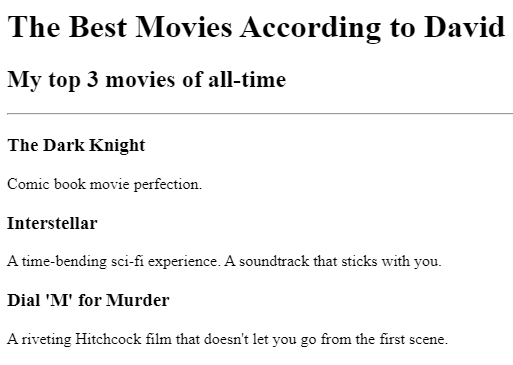 The Best Movies According to David
My top 3 movies of all-time
The Dark Knight
Comic book movie perfection.
Interstellar
A time-bending sci-fi experience. A soundtrack that sticks with you.
Dial 'M' for Murder
A riveting Hitchcock film that doesn't let you go from the first scene.